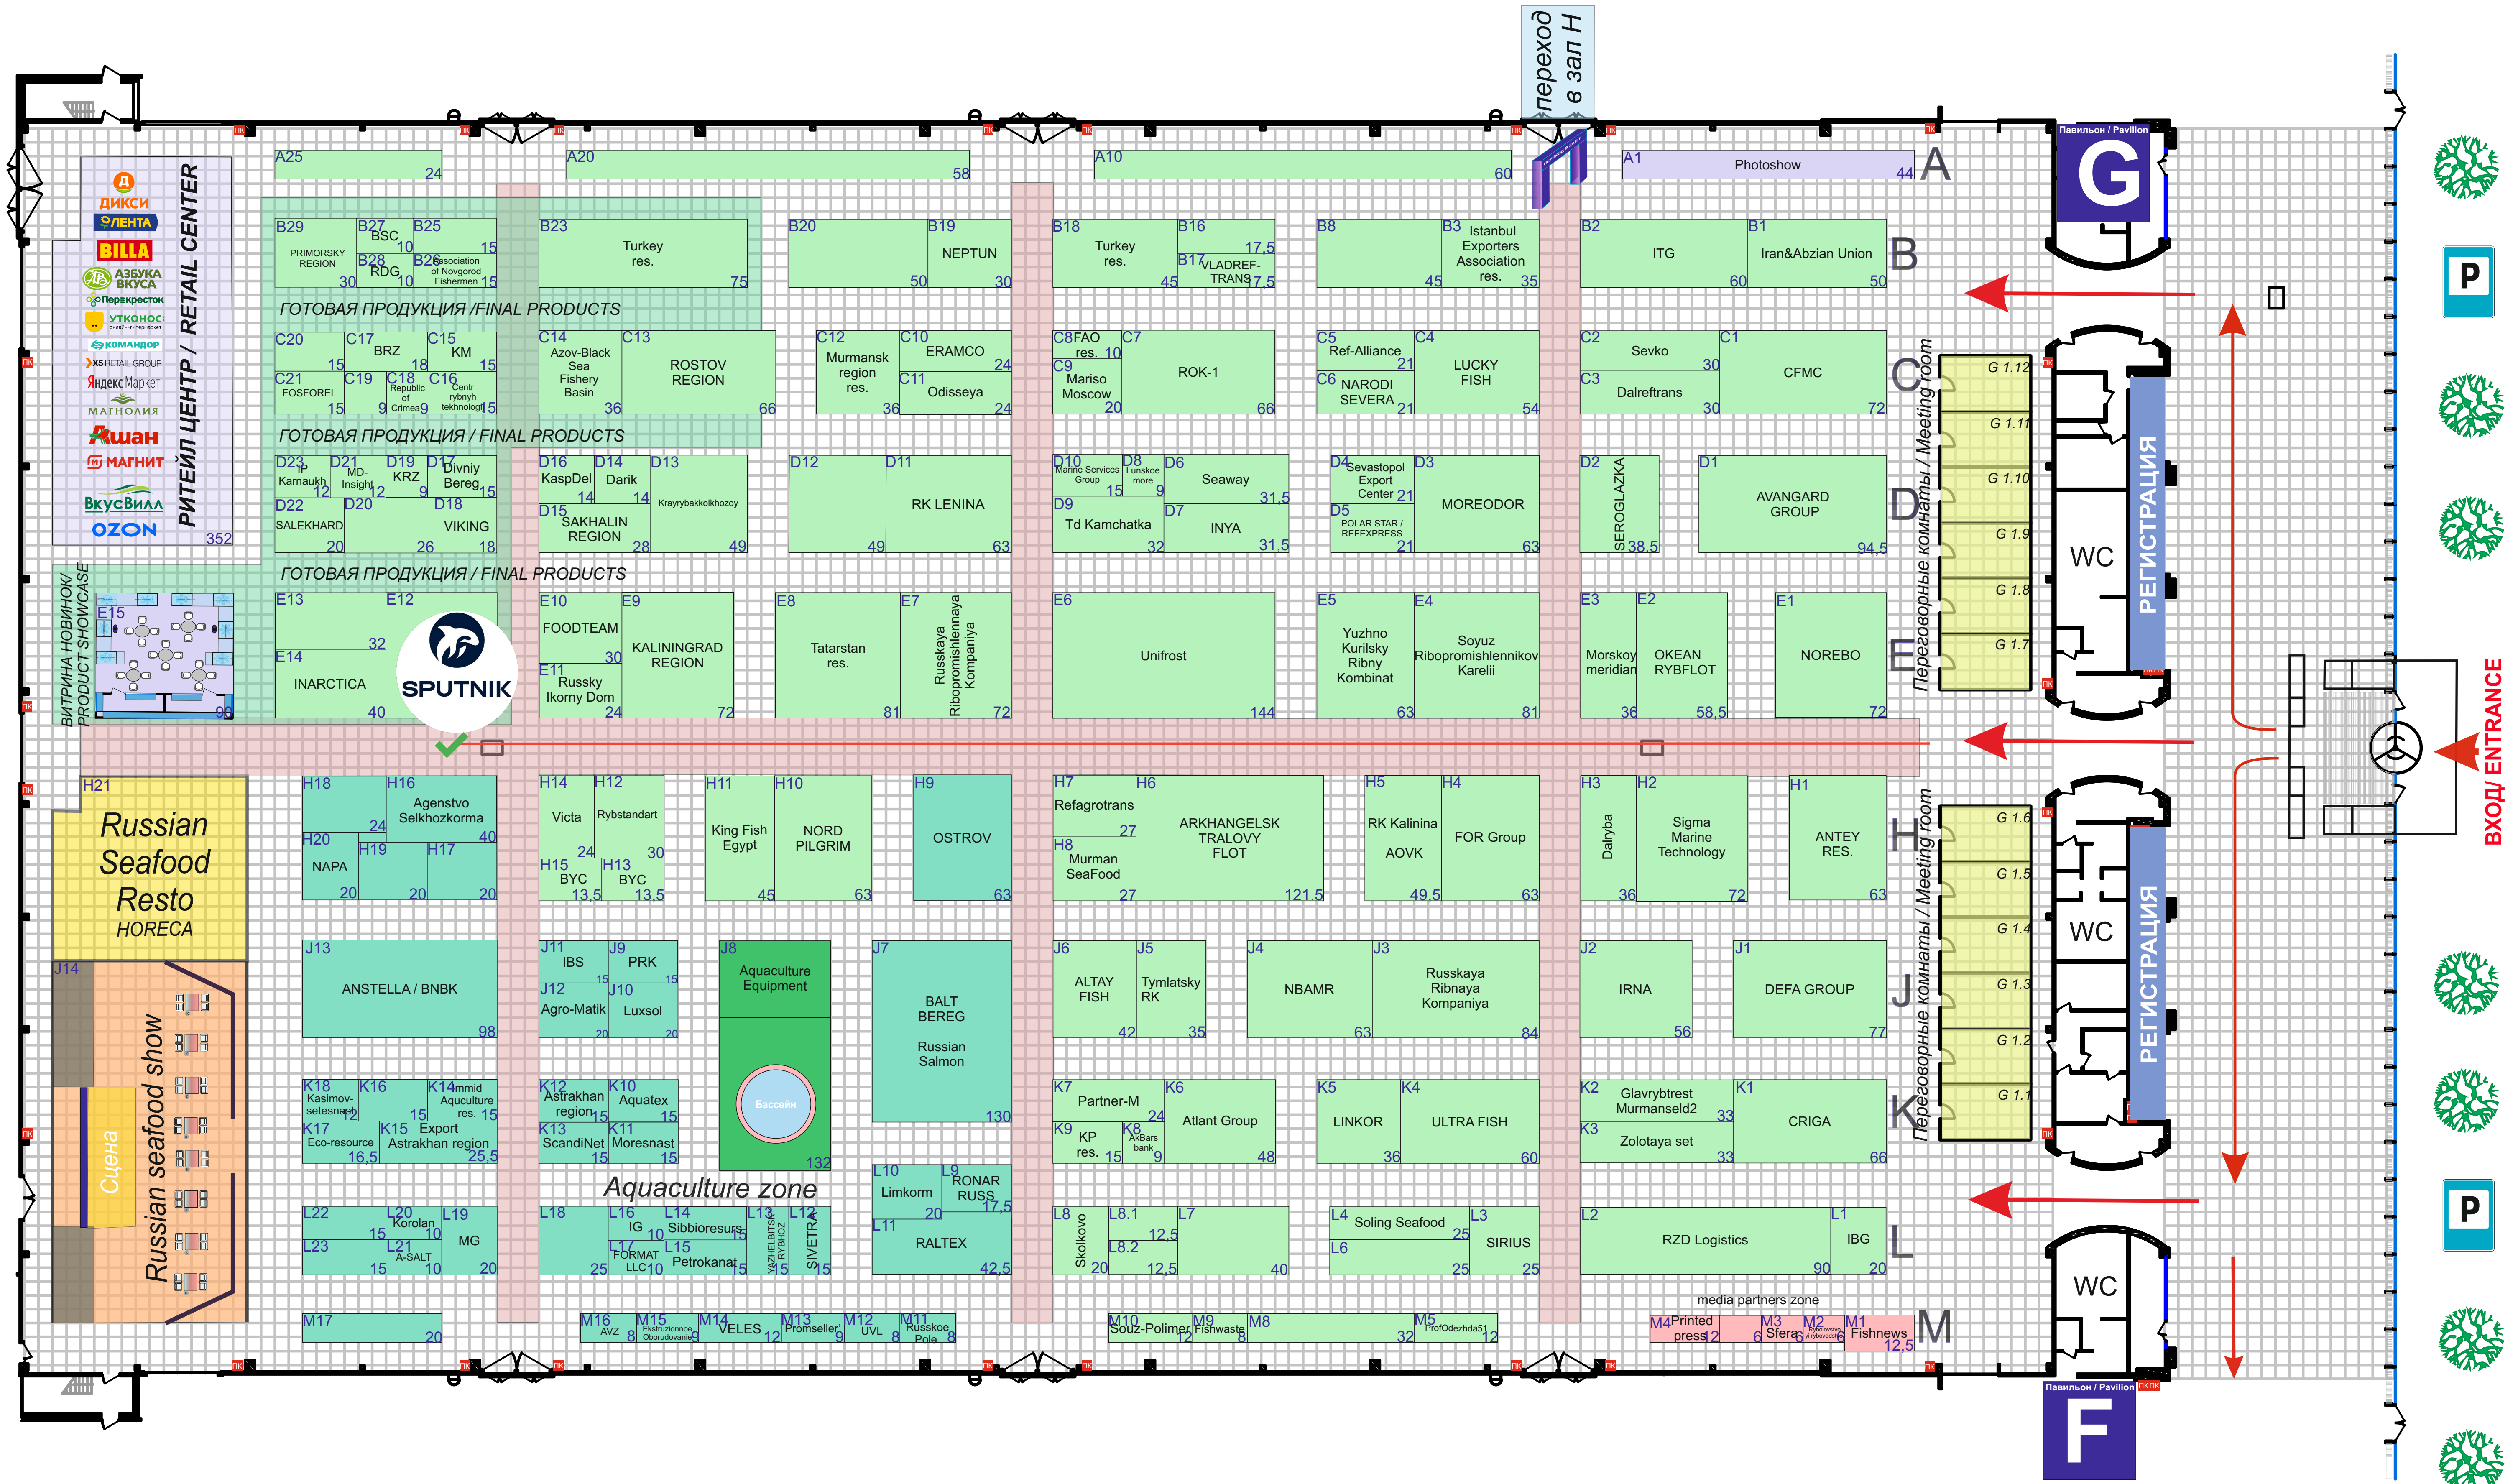 переход
в зал H
Павильон / Pavilion
G
A25
24
A20
58
A10
60
A1
Photoshow
44
A
ДИКСИ
ЛЕНТА
BILLA
АЗБУКА
ВКУСА
Перекресток
УТКОНОС:
онлайн-гипермаркет
КОМАНДОР
X5 RETAIL GROUP
Яндекс Маркет
МАГНОЛИЯ
Ашан
МАГНИТ
ВкусВилл
OZON
РИТЕЙЛ ЦЕНТР / RETAIL CENTER
352
B29
PRIMORSKY
REGION
30
B27
BSC
10
B25
15
B28
RDG
10
B26
Association
of Novgorod
Fishermen
15
B23
Turkey
res.
75
B20
50
B19
NEPTUN
30
B18
Turkey
res.
45
B16
17,5
B17
VLADREF-
TRANS
17,5
B8
45
B3
Istanbul
Exporters
Association
res.
35
B2
ITG
60
B1
Iran&Abzian Union
50
B
ГОТОВАЯ ПРОДУКЦИЯ /FINAL PRODUCTS
C20
15
C17
BRZ
18
C15
KM
15
C21
FOSFOREL
15
C19
9
C18
Republic
of
Crimea
9
C16
Centr
rybnyh
tekhnologi
15
C14
Azov-Black
Sea
Fishery
Basin
36
C13
ROSTOV
REGION
66
C12
Murmansk
region
res.
36
C10
ERAMCO
24
C11
Odisseya
24
C8
FAO
res.
10
C9
Mariso
Moscow
20
C7
ROK-1
66
C5
Ref-Alliance
21
C6
NARODI
SEVERA
21
C4
LUCKY
FISH
54
C2
Sevko
30
C3
Dalreftrans
30
C1
CFMC
72
C
ГОТОВАЯ ПРОДУКЦИЯ / FINAL PRODUCTS
D23
IP
Karnaukh
12
D21
MD-
Insight
12
D19
KRZ
9
D17
Divniy
Bereg
15
D22
SALEKHARD
20
D20
26
D18
VIKING
18
D16
KaspDel
14
D14
Darik
14
D15
SAKHALIN
REGION
28
D13
Krayrybakkolkhozoy
49
D12
49
D11
RK LENINA
63
D10
Marine Services
Group
15
D8
Lunskoe
more
9
D6
Seaway
31,5
D9
Td Kamchatka
32
D7
INYA
31,5
D4
Sevastopol
Export
Center
21
D5
POLAR STAR /
REFEXPRESS
21
D3
MOREODOR
63
D2
SEROGLAZKA
38.5
D1
AVANGARD
GROUP
94,5
D
ГОТОВАЯ ПРОДУКЦИЯ / FINAL PRODUCTS
ВИТРИНА НОВИНОК/
PRODUCT SHOWCASE
E15
90
E13
32
E12
E14
INARCTICA
40
SPUTNIK
E10
FOODTEAM
30
E11
Russky
Ikorny Dom
24
E9
KALININGRAD
REGION
72
E8
Tatarstan
res.
81
E7
Russkaya
Ribopromishlennaya
Kompaniya
72
E6
Unifrost
144
E5
Yuzhno
Kurilsky
Ribny
Kombinat
63
E4
Soyuz
Ribopromishlennikov
Karelii
81
E3
Morskoy
meridian
36
E2
OKEAN
RYBFLOT
58,5
E1
NOREBO
72
E
Переговорные комнаты / Meeting room
G 1.12
G 1.11
G 1.10
G 1.9
G 1.8
G 1.7
WC
РЕГИСТРАЦИЯ
P
ВХОД/ ENTRANCE
H21
Russian
Seafood
Resto
HORECA
H18
24
H16
Agenstvo
Selkhozkorma
40
H20
NAPA
20
H19
20
H17
20
H14
Victa
24
H12
Rybstandart
30
H15
BYC
13,5
H13
BYC
13,5
H11
King Fish
Egypt
45
H10
NORD
PILGRIM
63
H9
OSTROV
63
H7
Refagrotrans
27
H8
Murman
SeaFood
27
H6
ARKHANGELSK
TRALOVY
FLOT
121.5
H5
RK Kalinina
AOVK
49,5
H4
FOR Group
63
H3
Dalryba
36
H2
Sigma
Marine
Technology
72
H1
ANTEY
RES.
63
H
Переговорные комнаты / Meeting room
G 1.6
G 1.5
G 1.4
G 1.3
G 1.2
G 1.1
WC
РЕГИСТРАЦИЯ
J14
Сцена
Russian seafood show
J13
ANSTELLA / BNBK
98
J11
IBS
15
J9
PRK
15
J12
Agro-Matik
20
J10
Luxsol
20
J8
Aquaculture
Equipment
Бассейн
132
J7
BALT
BEREG
Russian
Salmon
130
J6
ALTAY
FISH
42
J5
Tymlatsky
RK
35
J4
NBAMR
63
J3
Russkaya
Ribnaya
Kompaniya
84
J2
IRNA
56
J1
DEFA GROUP
77
J
K18
Kasimov-
setesnast
12
K16
15
K14
Immid
Aquculture
res.
15
K17
Eco-resource
16,5
K15
Export
Astrakhan region
25,5
K12
Astrakhan
region
15
K10
Aquatex
15
K13
ScandiNet
15
K11
Moresnast
15
K7
Partner-M
24
K9
KP
res.
15
K8
AkBars
bank
9
K6
Atlant Group
48
K5
LINKOR
36
K4
ULTRA FISH
60
K2
Glavrybtrest
Murmanseld2
33
K3
Zolotaya set
33
K1
CRIGA
66
K
Aquaculture zone
L22
15
L20
Korolan
10
L19
MG
20
L23
15
L21
A-SALT
10
L18
25
L16
IG
10
L14
Sibbioresurs
15
L17
FORMAT
LLC
10
L15
Petrokanat
15
L13
YAZHELBITSKY
RYBHOZ
15
L12
SIVETRA
15
L10
Limkorm
20
L9
RONAR
RUSS
17,5
L11
RALTEX
42,5
L8
Skolkovo
20
L8.1
12,5
L8.2
12,5
L7
40
L4
Soling Seafood
25
L6
25
L3
SIRIUS
25
L2
RZD Logistics
90
L1
IBG
20
L
WC
P
media partners zone
M17
20
M16
AVZ
8
M15
Ekstruzionnoe
Oborudovanie
9
M14
VELES
12
M13
Promseller
9
M12
UVL
8
M11
Russkoe
Pole
8
M10
Souz-Polimer
12
M9
Fishwaste
8
M8
32
M5
ProfOdezhda51
12
M4
Printed
press
12
6
M3
Sfera
6
M2
6
M1
Fishnews
12,5
M
Павильон / Pavilion
F